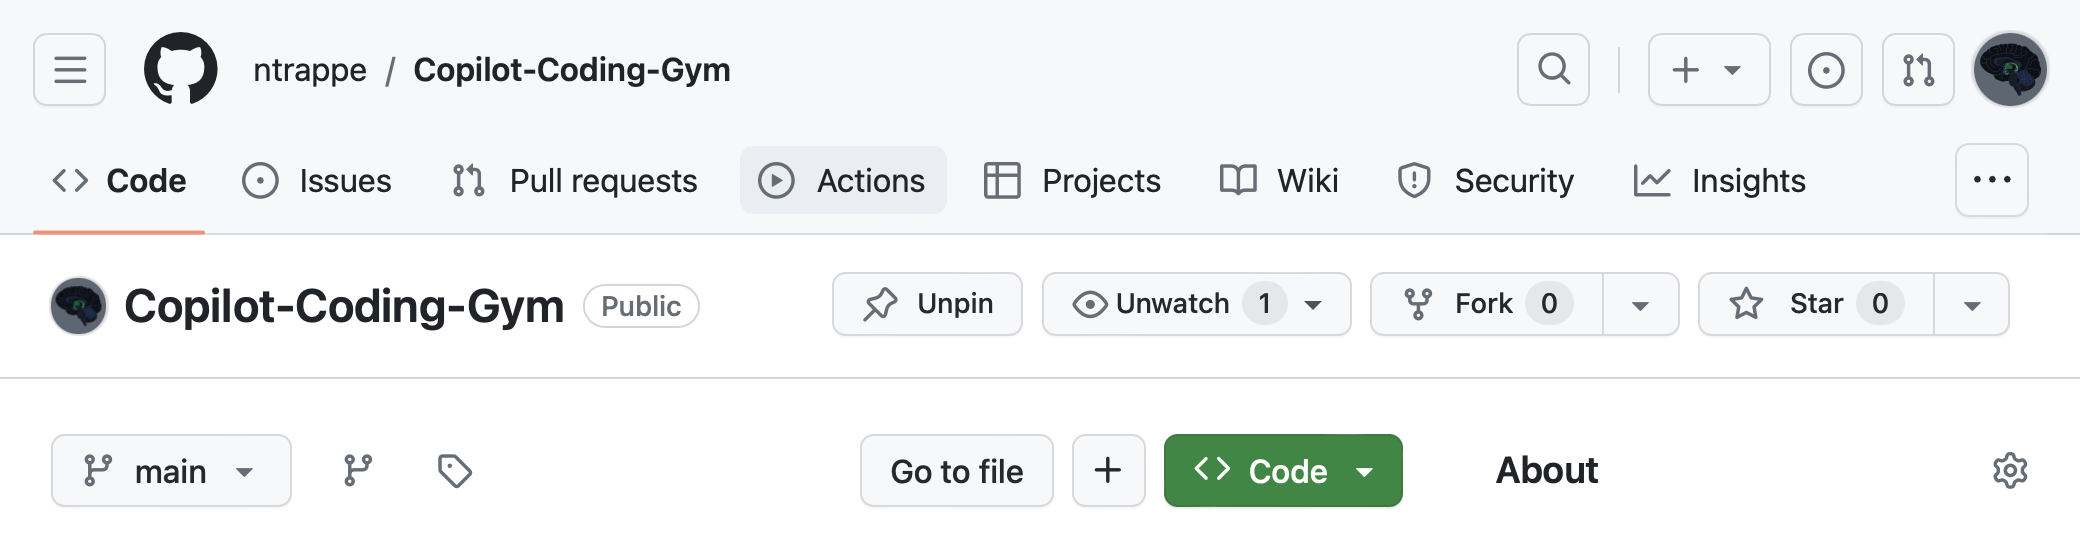 ntrappe / Copilot-Coding-Gym
Code Issues Pull requests Actions Projects Wiki Security Insights
Copilot-Coding-Gym Public Unpin Unwatch 1 Fork 0 Star 0
main Go to file Code About